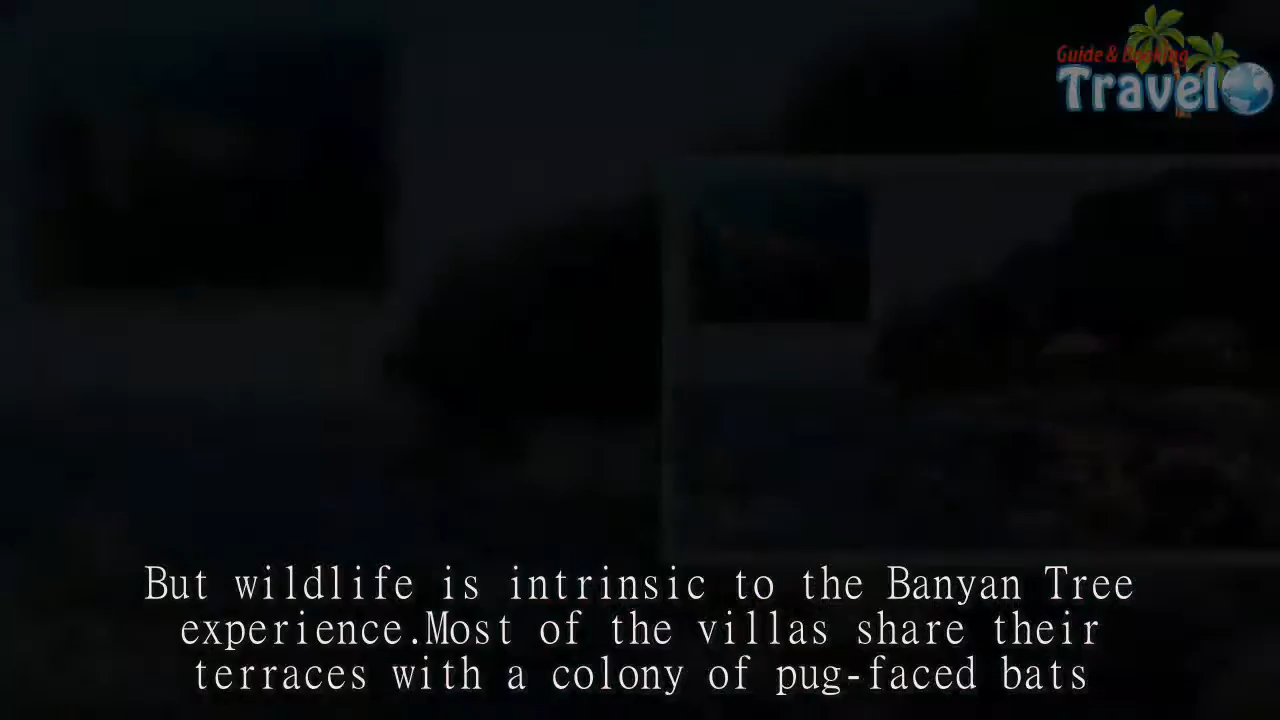 Guide & Booking
Travel
But wildlife is intrinsic to the Banyan Tree
experience.Most of the villas share their
terraces with a colony of pug-faced bats